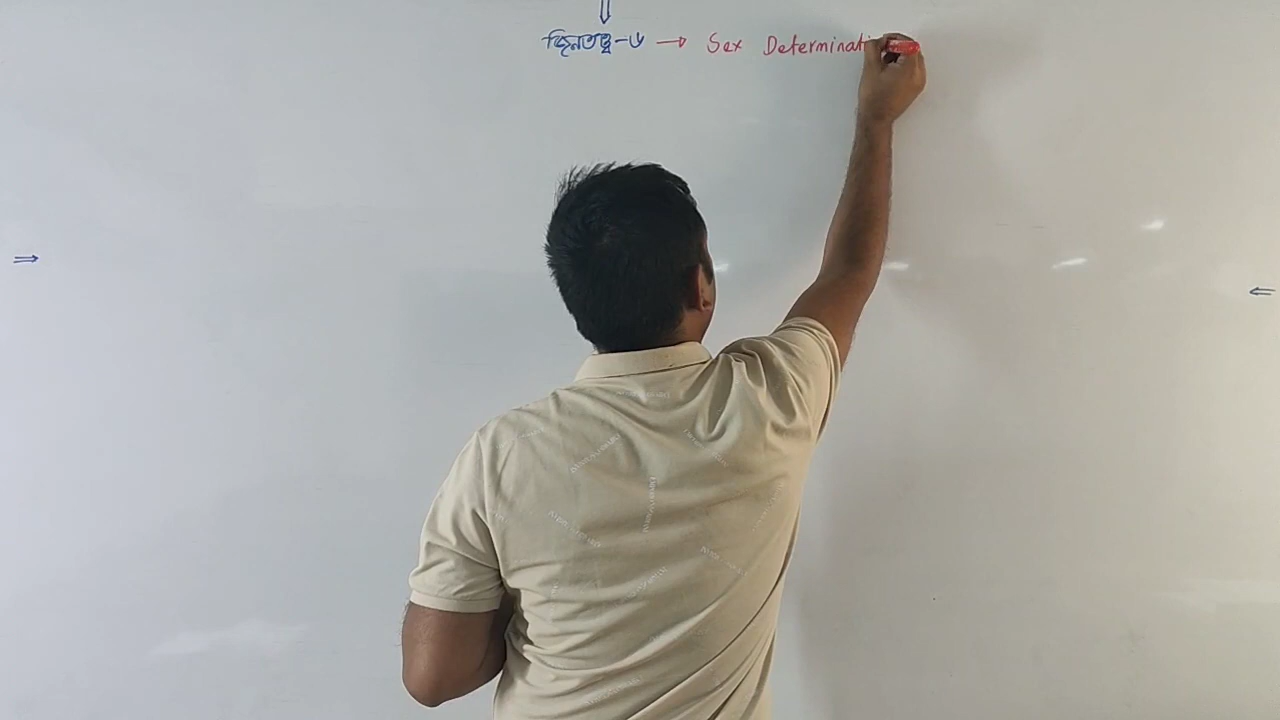 ⇓
জিনতত্ত্ব-৬ → Sex Determinati
⇒
⇐